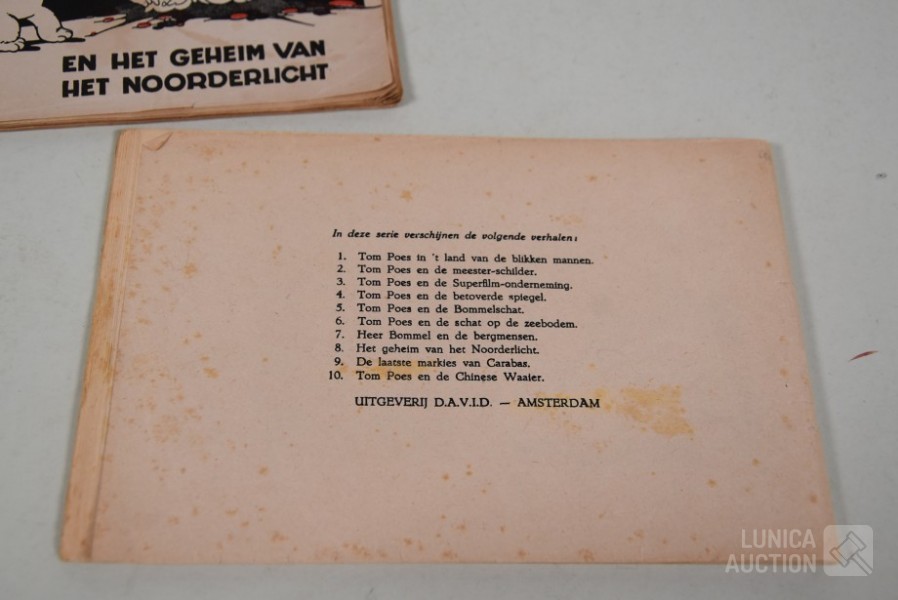 EN HET GEHEIM VAN
HET NOORDERLICHT
In deze serie verschijnen de volgende verhalen:
1. Tom Poes in 't land van de blikken mannen.
2. Tom Poes en de meester-schilder.
3. Tom Poes en de Superfilm-onderneming.
4. Tom Poes en de betoverde spiegel.
5. Tom Poes en de Bommelschat.
6. Tom Poes en de schat op de zeebodem.
7. Heer Bommel en de bergmensen.
8. Het geheim van het Noorderlicht.
9. De laatste markies van Carabas.
10. Tom Poes en de Chinese Waaier.
UITGEVERIJ D.A.V.I.D. — AMSTERDAM
LUNICA
AUCTION